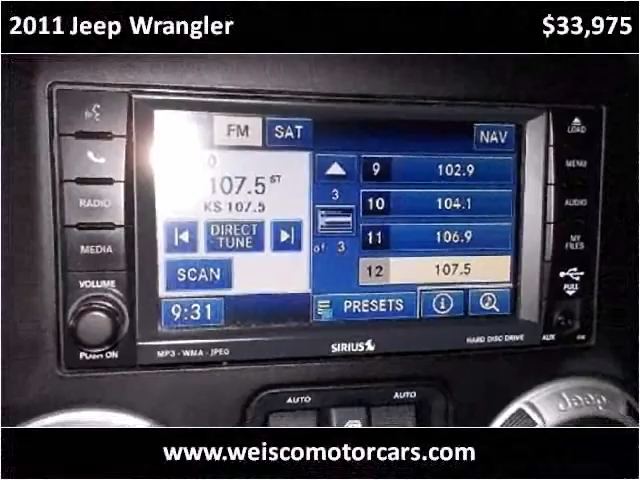 2011 Jeep Wrangler
$33,975
LOAD
FM
SAT
NAV
107.5 ST
KS 107.5
DIRECT TUNE
SCAN
9:31
3
of 3
9 102.9
10 104.1
11 106.9
12 107.5
PRESETS
RADIO
MEDIA
VOLUME
PUSH ON
MENU
AUDIO
MY FILES
PULL
AUX
MP3 - WMA - JPEG
SIRIUS
HARD DISC DRIVE
AUTO
AUTO
Jeep
www.weiscomotorcars.com